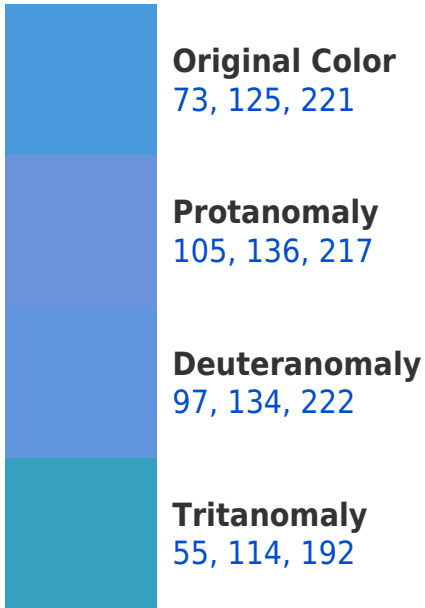 Original Color
73, 125, 221
Protanomaly
105, 136, 217
Deuteranomaly
97, 134, 222
Tritanomaly
55, 114, 192